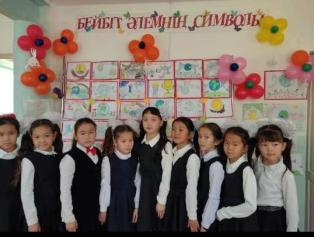 БЕЙБІТ ӘЛЕМНІҢ СИМВОЛЫ